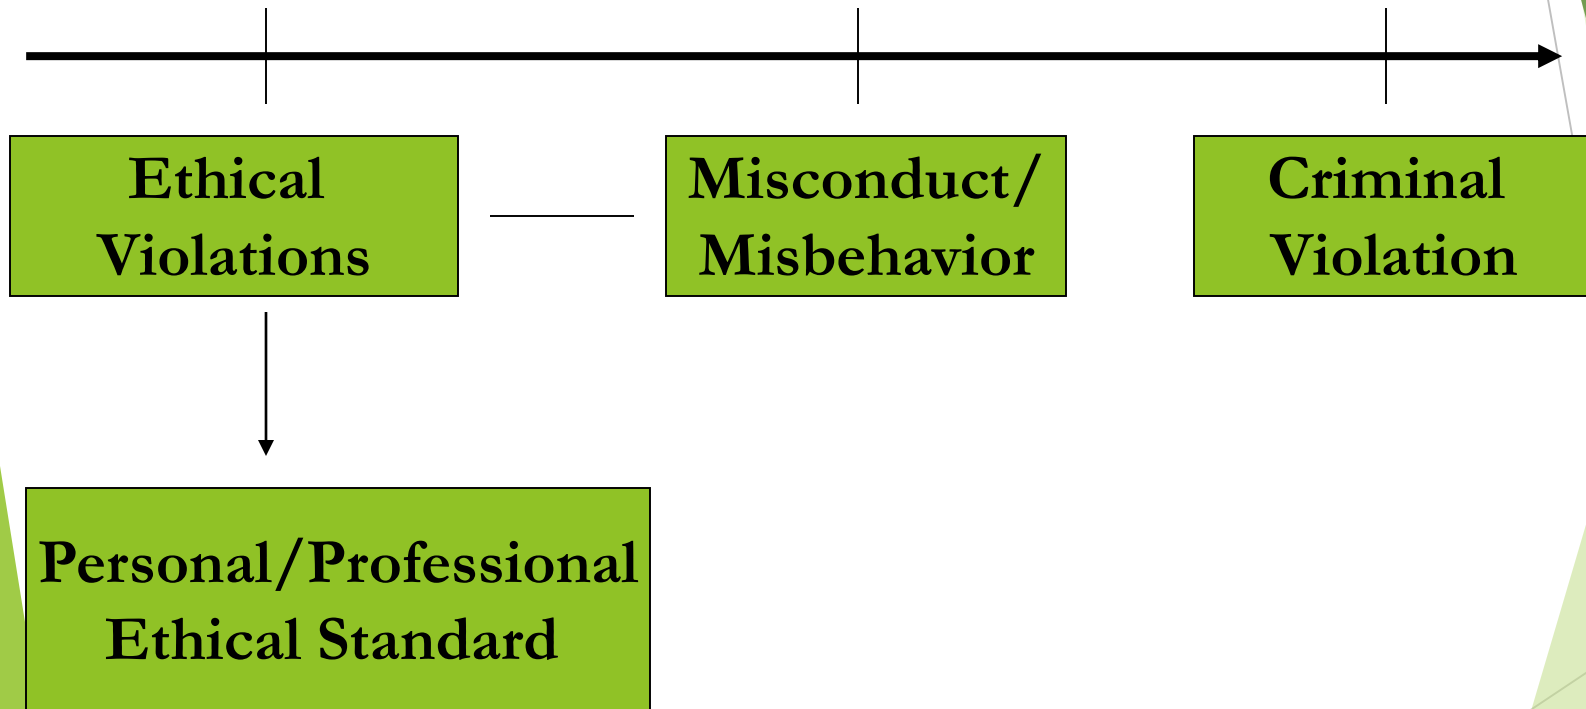 Ethical
Violations
Misconduct/
Misbehavior
Criminal
Violation
Personal/Professional
Ethical Standard